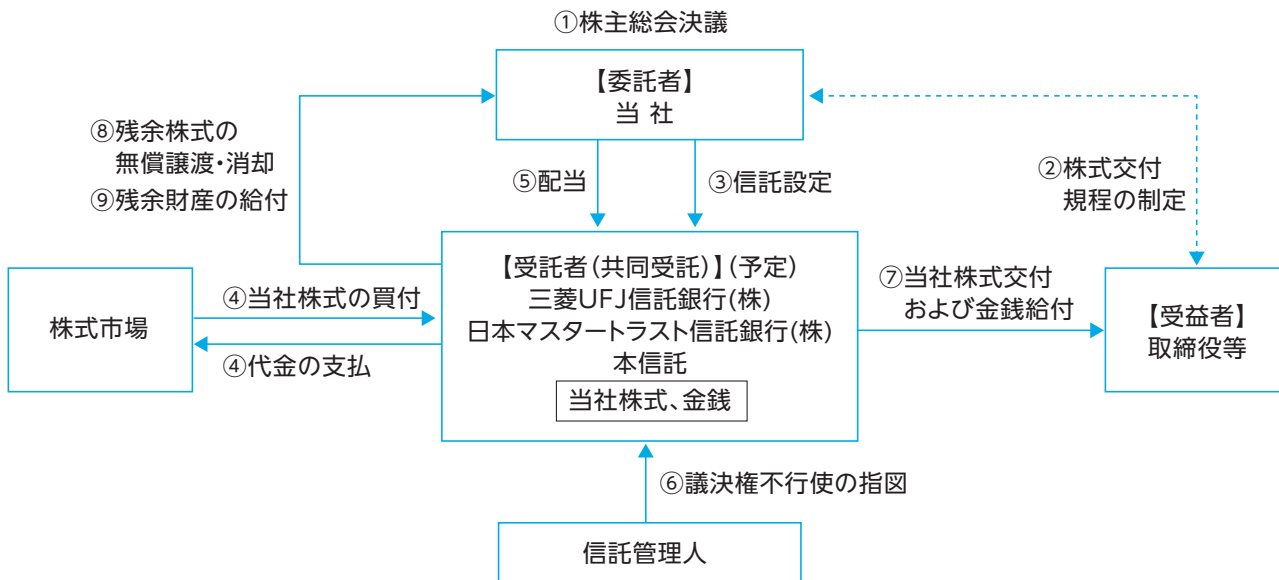 ①株主総会決議
【委託者】
当 社
⑧残余株式の
無償譲渡・消却
⑨残余財産の給付
⑤配当
③信託設定
②株式交付
規程の制定
株式市場
④当社株式の買付
④代金の支払
【受託者(共同受託)】(予定)
三菱UFJ信託銀行(株)
日本マスタートラスト信託銀行(株)
本信託
当社株式、金銭
⑦当社株式交付
および金銭給付
【受益者】
取締役等
⑥議決権不行使の指図
信託管理人